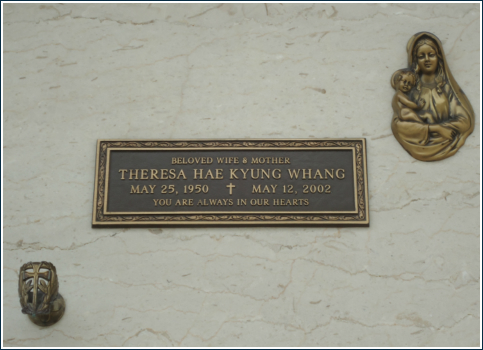 BELOVED WIFE & MOTHER
THERESA HAE KYUNG WHANG
MAY 25, 1950 † MAY 12, 2002
YOU ARE ALWAYS IN OUR HEARTS